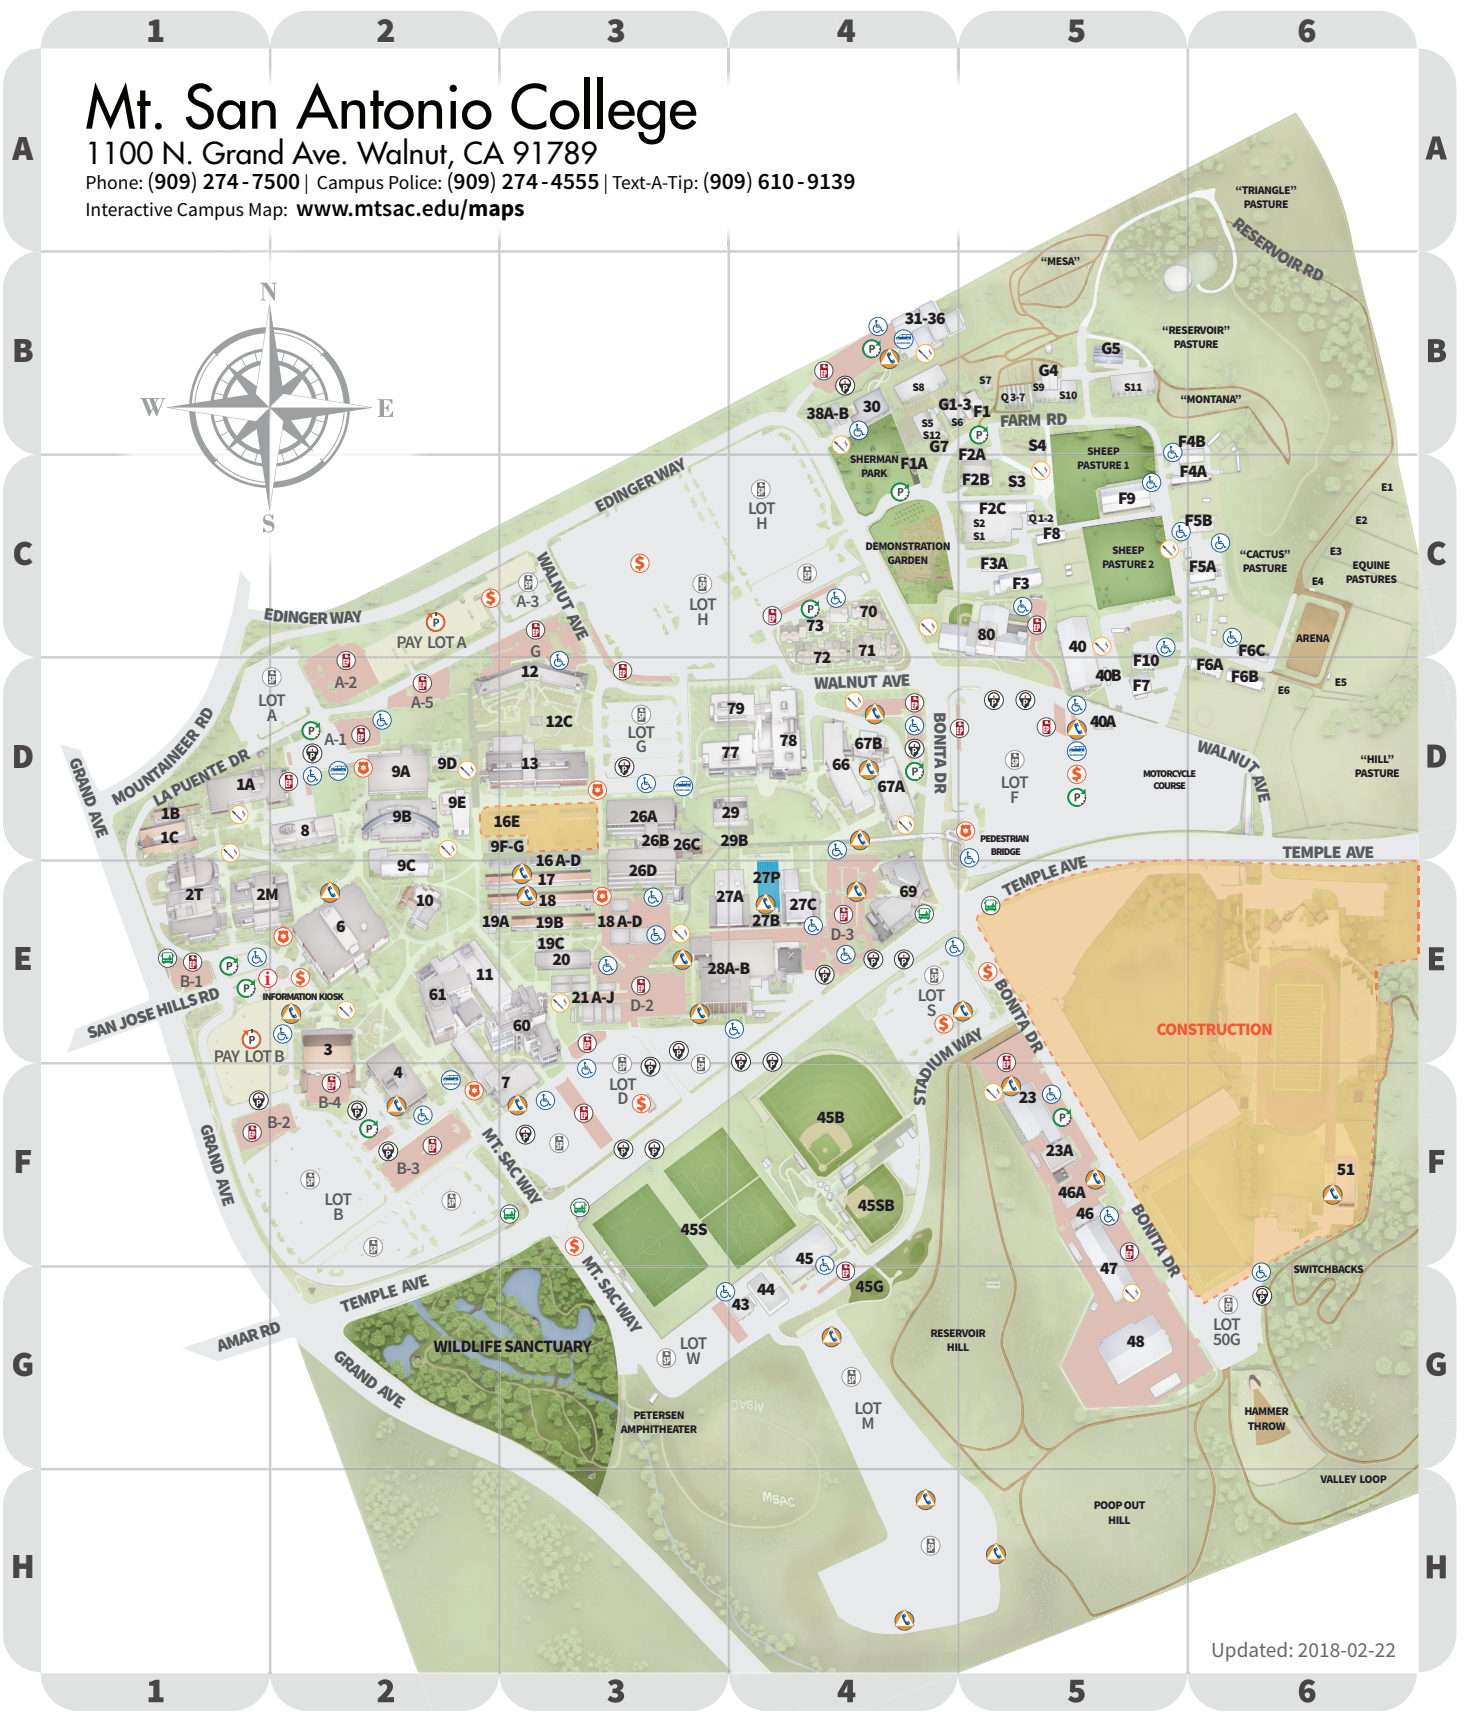 1 2 3 4 5 6
A A
Mt. San Antonio College
1100 N. Grand Ave. Walnut, CA 91789
Phone: (909) 274-7500 | Campus Police: (909) 274-4555 | Text-A-Tip: (909) 610-9139
Interactive Campus Map: www.mtsac.edu/maps
"TRIANGLE"
PASTURE
RESERVOIR RD
"MESA"
N
W E
S
B B
31-36
"RESERVOIR"
PASTURE
G5
G4
S7
S8
S9
S10
S11
Q3-7
"MONTANA"
38A-B
30
G1-3
F1
S5
S6
S12
G7
FARM RD
S4
F2A
SHERMAN
PARK
F1A
SHEEP
PASTURE 1
F4B
F4A
F2B
S3
F9
EDINGER WAY
LOT
H
E1
E2
E3
E4
F2C
S2
S1
Q1-2
F8
F5B
F5A
C C
DEMONSTRATION
GARDEN
SHEEP
PASTURE 2
"CACTUS"
PASTURE
EQUINE
PASTURES
F3A
F3
WALNUT AVE
A-3
LOT
H
EDINGER WAY
PAY LOT A
G
73
70
72
71
80
40
F10
F7
40B
F6C
F6A
F6B
ARENA
E5
E6
A-2
A-5
LOT
A
12
WALNUT AVE
A-1
12C
LOT
G
79
77
78
67B
66
67A
BONITA DR
40A
LOT
F
MOTORCYCLE
COURSE
WALNUT AVE
"HILL"
PASTURE
D D
MOUNTAINEER RD
LA PUENTE DR
GRAND AVE
1A
1B
1C
9A
9D
9E
9B
8
13
16E
9F-G
26A
26B
26C
29
29B
PEDESTRIAN
BRIDGE
TEMPLE AVE
TEMPLE AVE
9C
16 A-D
17
18
26D
27P
27A
27C
27B
69
2T
2M
10
6
19A
19B
18 A-D
19C
20
D-3
E E
B-1
SAN JOSE HILLS RD
INFORMATION KIOSK
11
61
21 A-J
D-2
28A-B
60
LOT
S
BONITA DR
CONSTRUCTION
PAY LOT B
3
4
7
LOT
D
STADIUM WAY
B-4
B-2
B-3
45B
23
23A
46A
46
51
F F
GRAND AVE
LOT
B
MT. SAC WAY
45S
45SB
45
BONITA DR
SWITCHBACKS
47
45G
44
43
TEMPLE AVE
MT. SAC WAY
AMAR RD
WILDLIFE SANCTUARY
GRAND AVE
LOT
W
RESERVOIR
HILL
48
LOT
50G
G G
PETERSEN
AMPHITHEATER
MSAC
LOT
M
HAMMER
THROW
VALLEY LOOP
MSAC
POOP OUT
HILL
H H
Updated: 2018-02-22
1 2 3 4 5 6